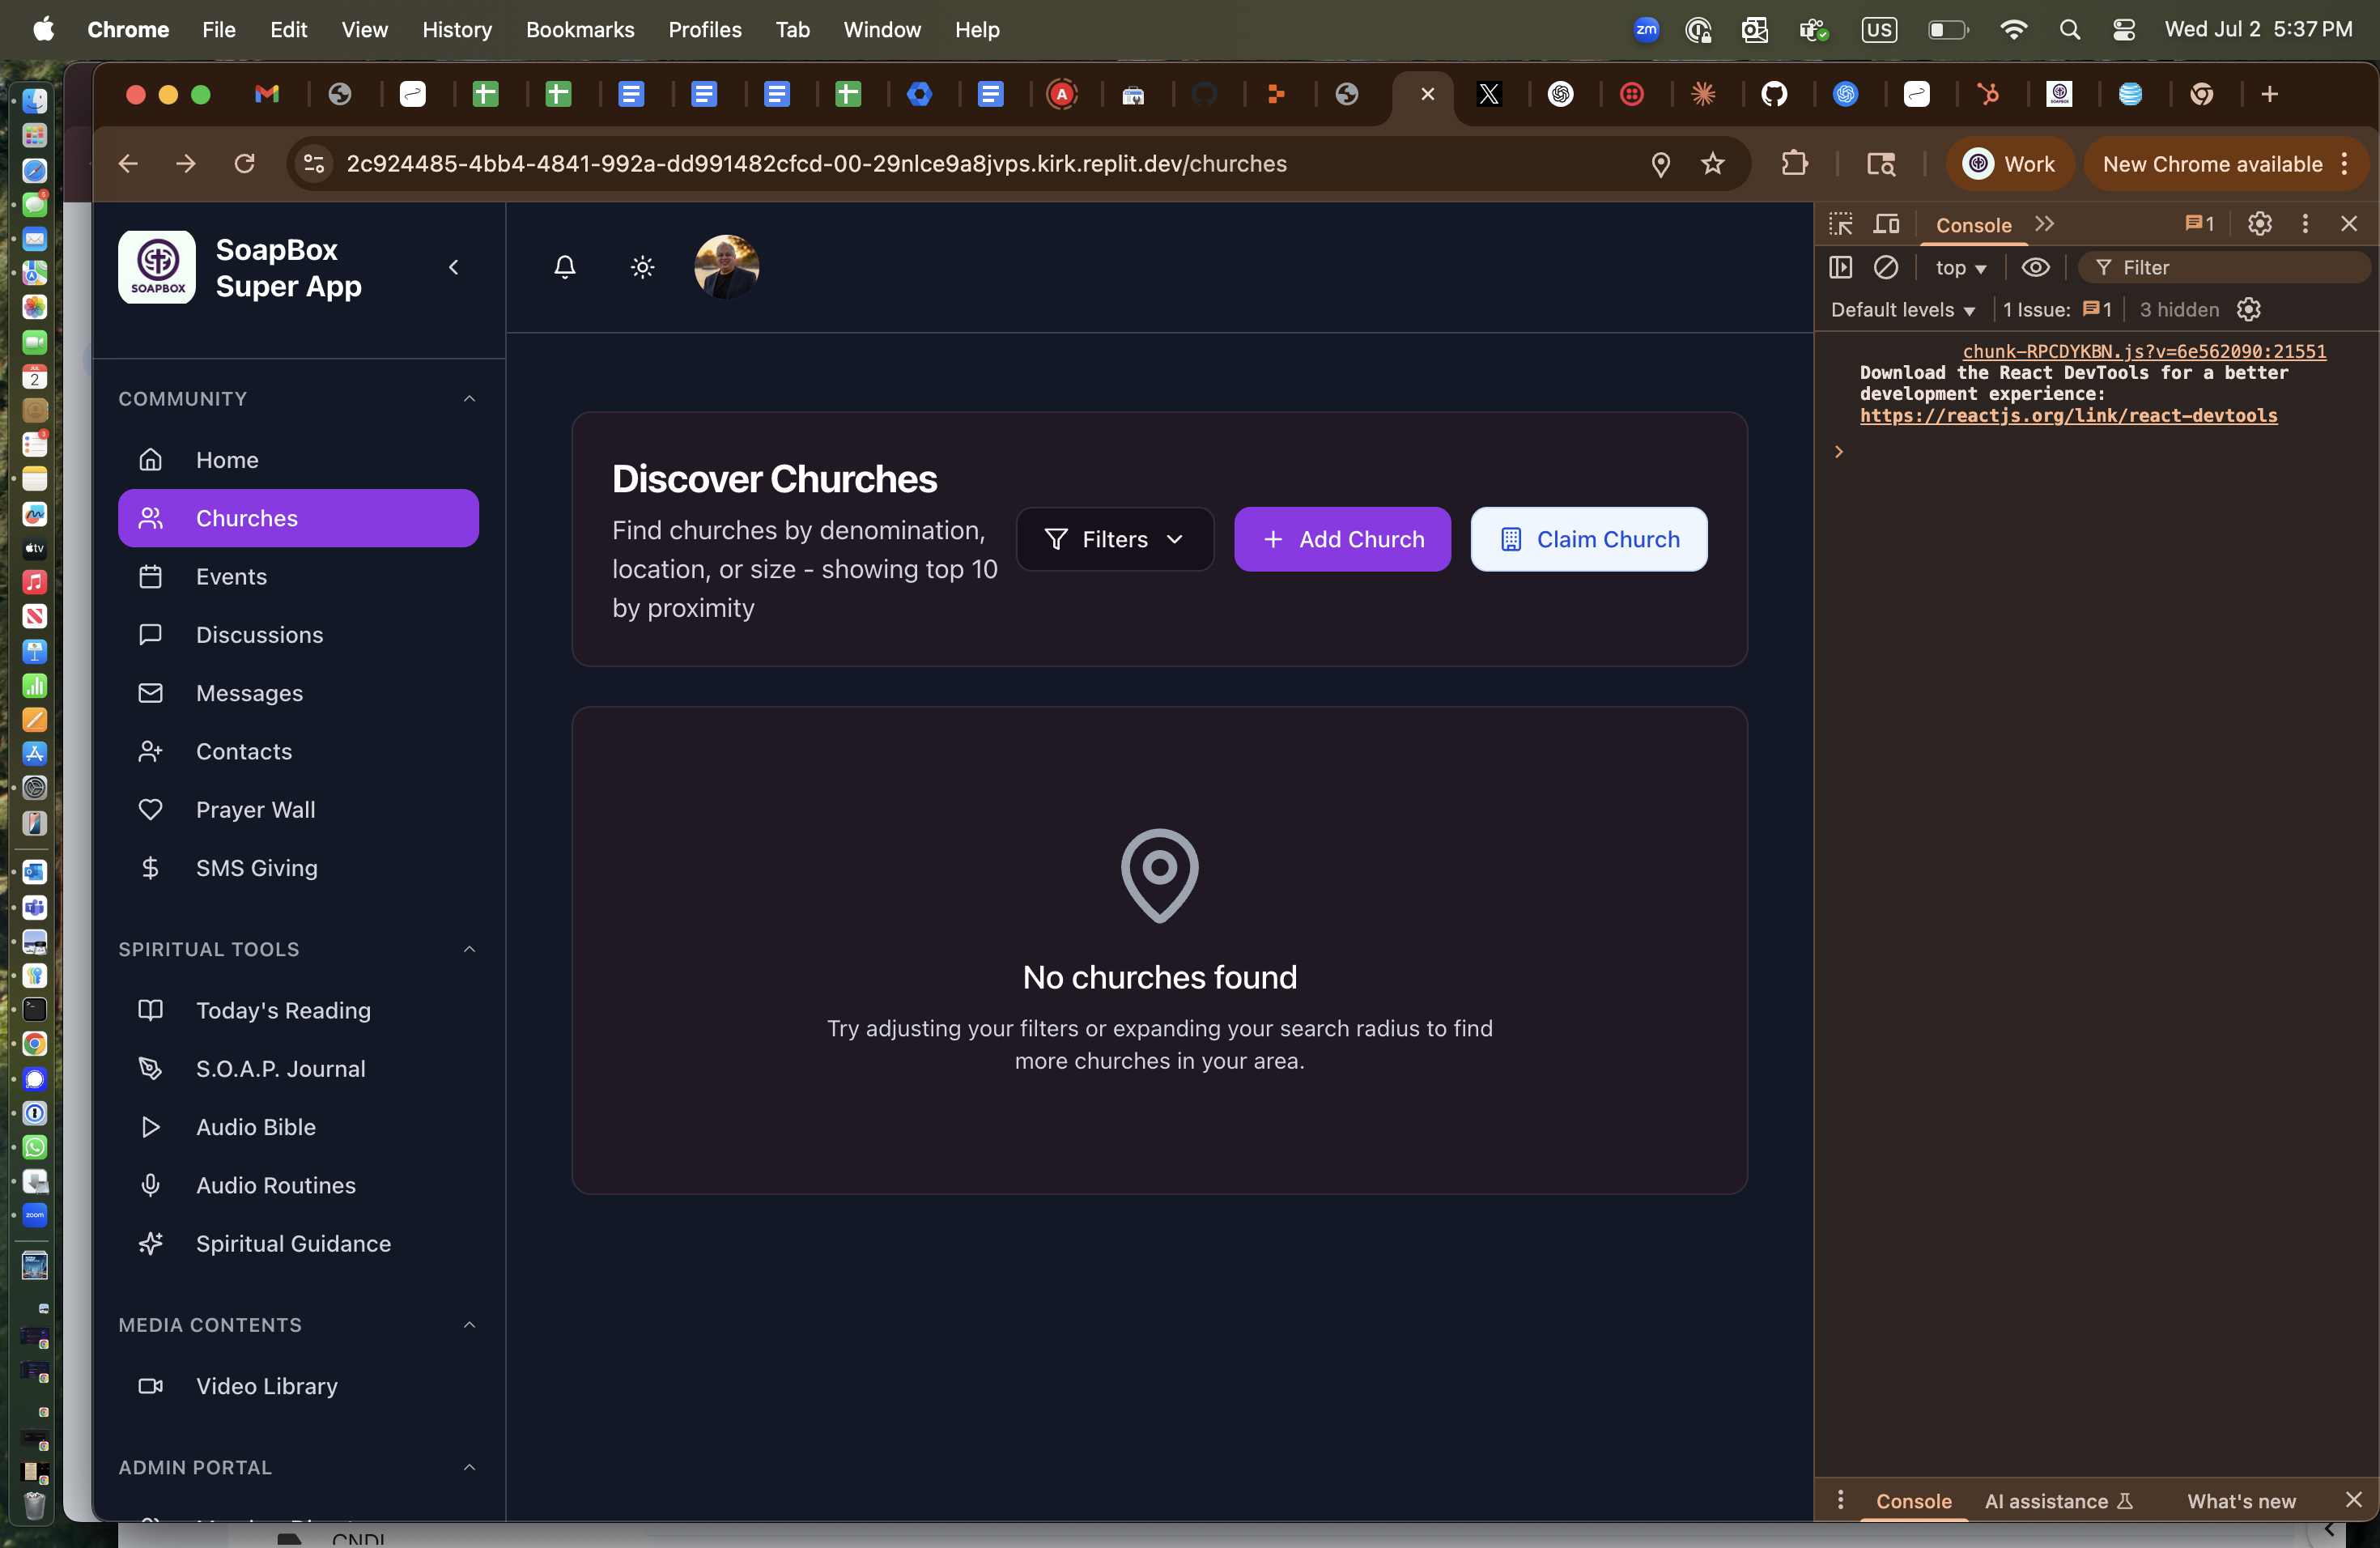 Chrome File Edit View History Bookmarks Profiles Tab Window Help
zm US Wed Jul 2 5:37 PM
2c924485-4bb4-4841-992a-dd991482cfcd-00-29nlce9a8jvps.kirk.replit.dev/churches
Work
New Chrome available
SOAPBOX
SoapBox
Super App
COMMUNITY
Home
Churches
Events
Discussions
Messages
Contacts
Prayer Wall
SMS Giving
SPIRITUAL TOOLS
Today's Reading
S.O.A.P. Journal
Audio Bible
Audio Routines
Spiritual Guidance
MEDIA CONTENTS
Video Library
ADMIN PORTAL
Discover Churches
Find churches by denomination,
location, or size - showing top 10
by proximity
Filters
Add Church
Claim Church
No churches found
Try adjusting your filters or expanding your search radius to find
more churches in your area.
Console
1
top
Filter
Default levels
1 Issue: 1
3 hidden
chunk-RPCDYKBN.js?v=6e562090:21551
Download the React DevTools for a better
development experience:
https://reactjs.org/link/react-devtools
Console
AI assistance
What's new
tv
zoom